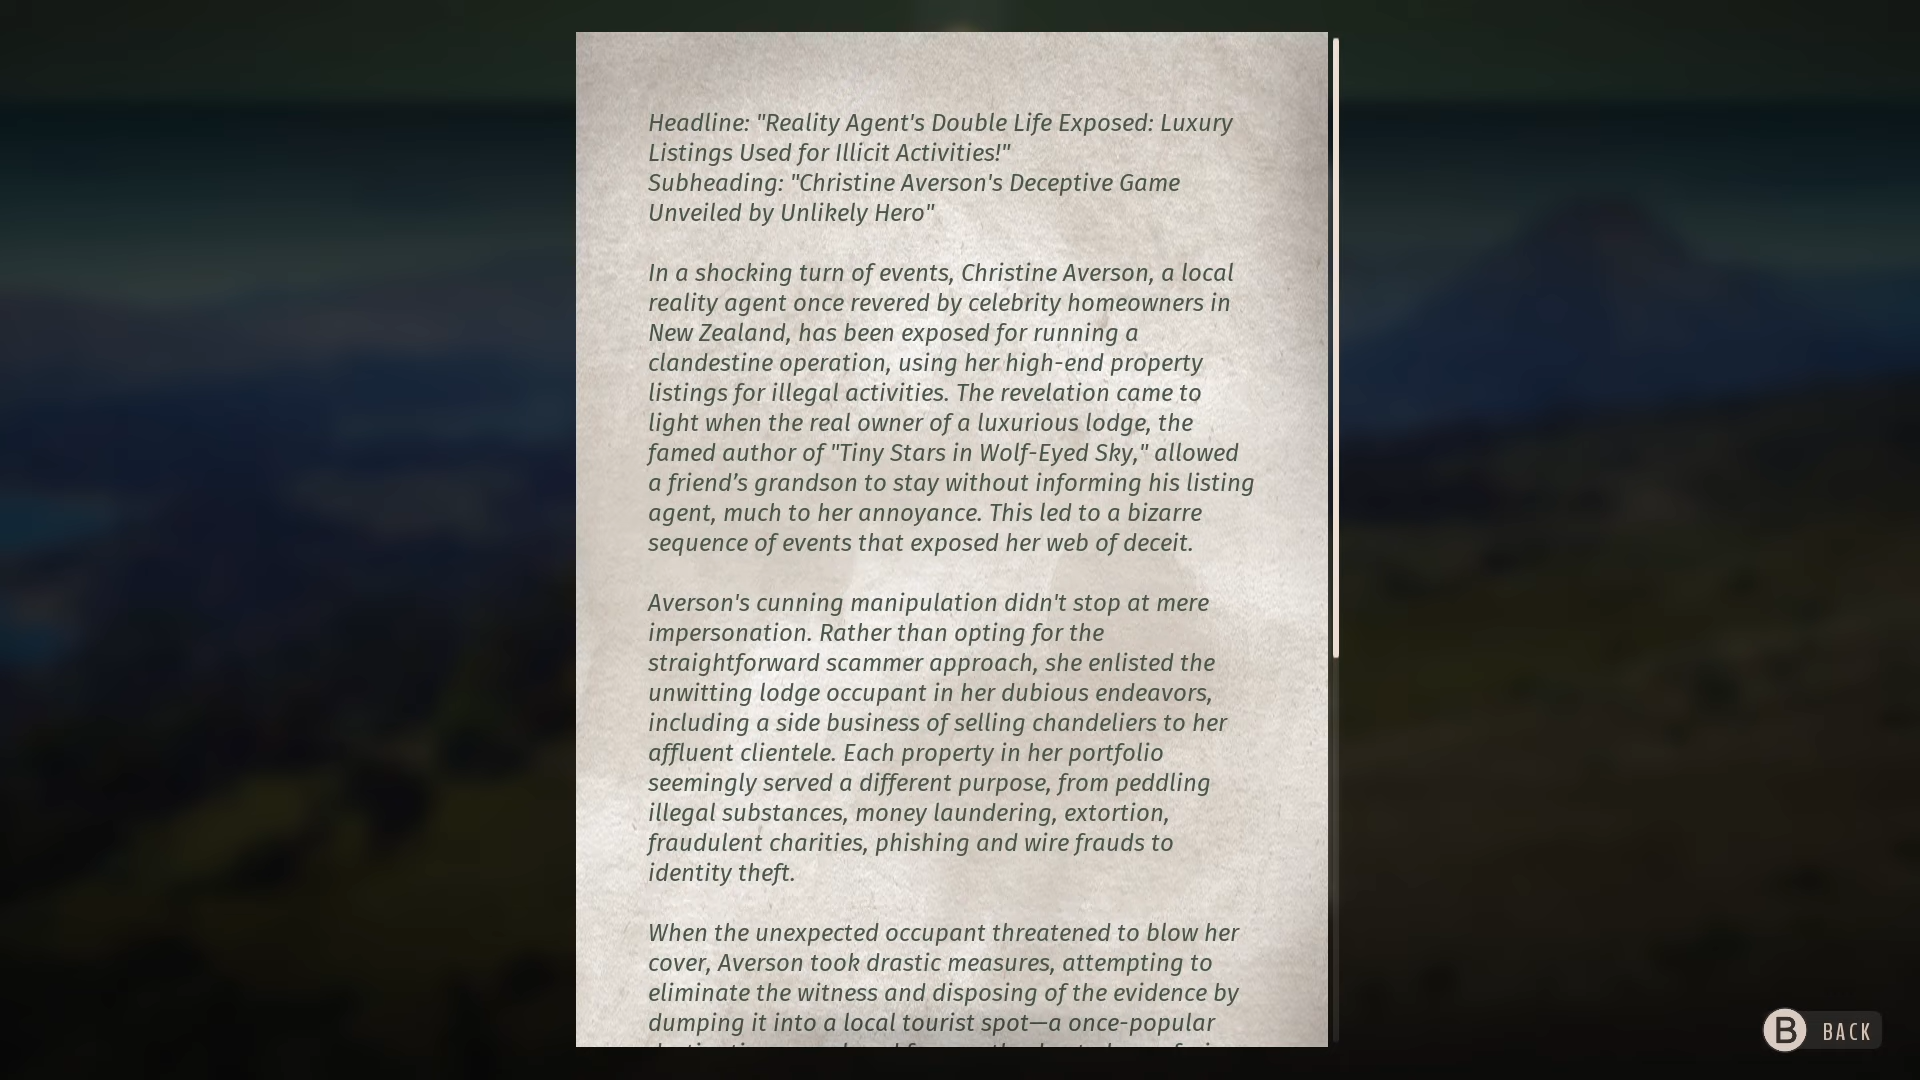 Headline: "Reality Agent's Double Life Exposed: Luxury
Listings Used for Illicit Activities!"
Subheading: "Christine Averson's Deceptive Game
Unveiled by Unlikely Hero"
In a shocking turn of events, Christine Averson, a local
reality agent once revered by celebrity homeowners in
New Zealand, has been exposed for running a
clandestine operation, using her high-end property
listings for illegal activities. The revelation came to
light when the real owner of a luxurious lodge, the
famed author of "Tiny Stars in Wolf-Eyed Sky," allowed
a friend’s grandson to stay without informing his listing
agent, much to her annoyance. This led to a bizarre
sequence of events that exposed her web of deceit.
Averson's cunning manipulation didn't stop at mere
impersonation. Rather than opting for the
straightforward scammer approach, she enlisted the
unwitting lodge occupant in her dubious endeavors,
including a side business of selling chandeliers to her
affluent clientele. Each property in her portfolio
seemingly served a different purpose, from peddling
illegal substances, money laundering, extortion,
fraudulent charities, phishing and wire frauds to
identity theft.
When the unexpected occupant threatened to blow her
cover, Averson took drastic measures, attempting to
eliminate the witness and disposing of the evidence by
dumping it into a local tourist spot—a once-popular
B BACK